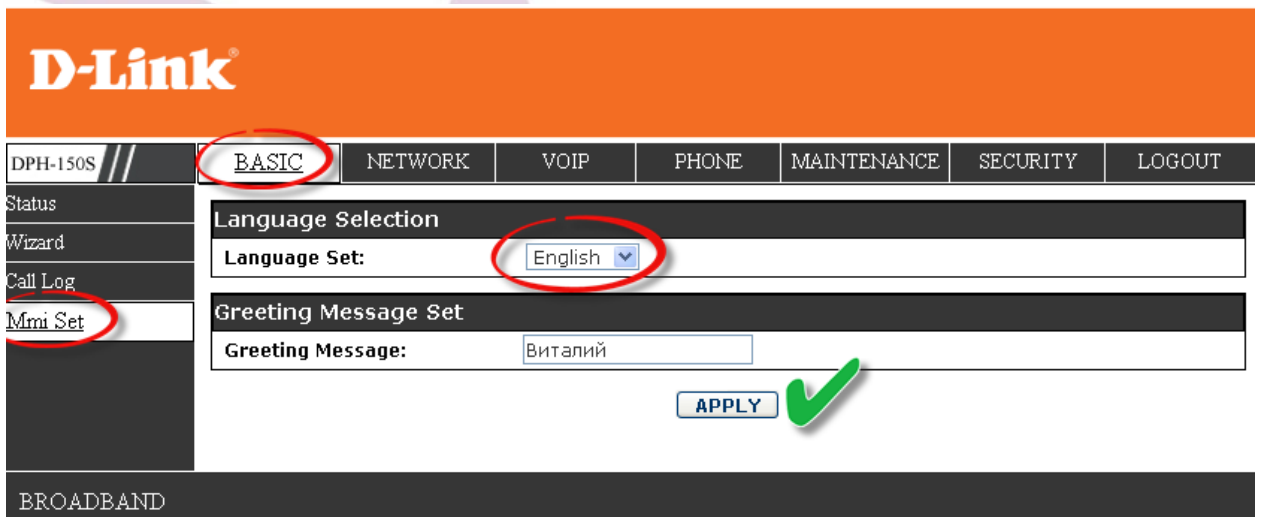 D-Link®
DPH-150S
BASIC NETWORK VOIP PHONE MAINTENANCE SECURITY LOGOUT
Status
Wizard
Call Log
Mmi Set
Language Selection
Language Set: English
Greeting Message Set
Greeting Message: Виталий
APPLY
BROADBAND